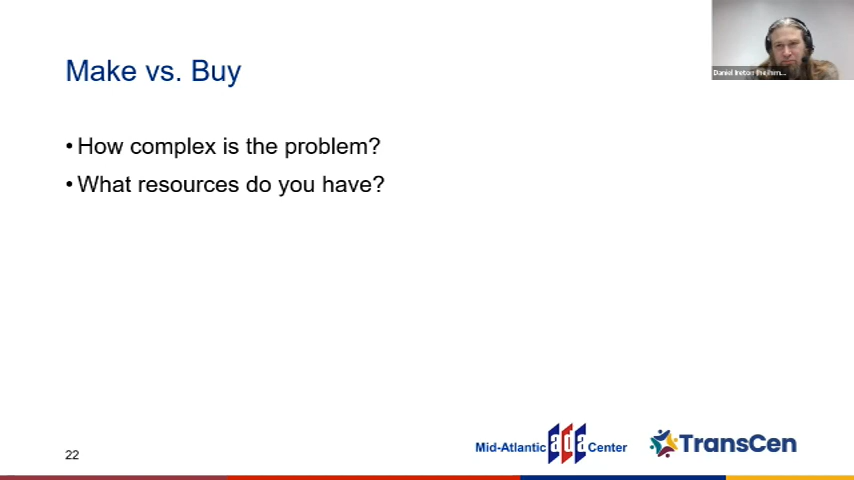 Make vs. Buy
• How complex is the problem?
• What resources do you have?
Daniel
22
Mid-Atlantic ada Center
TransCen